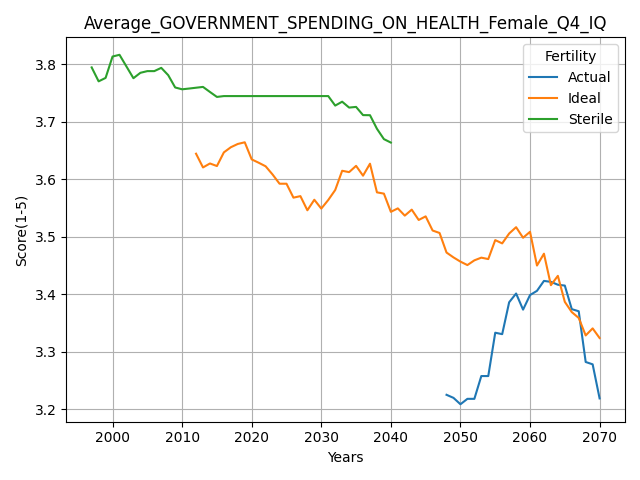 Average_GOVERNMENT_SPENDING_ON_HEALTH_Female_Q4_IQ
Fertility
Actual
Ideal
Sterile
Score(1-5)
3.8
3.7
3.6
3.5
3.4
3.3
3.2
2000 2010 2020 2030 2040 2050 2060 2070
Years